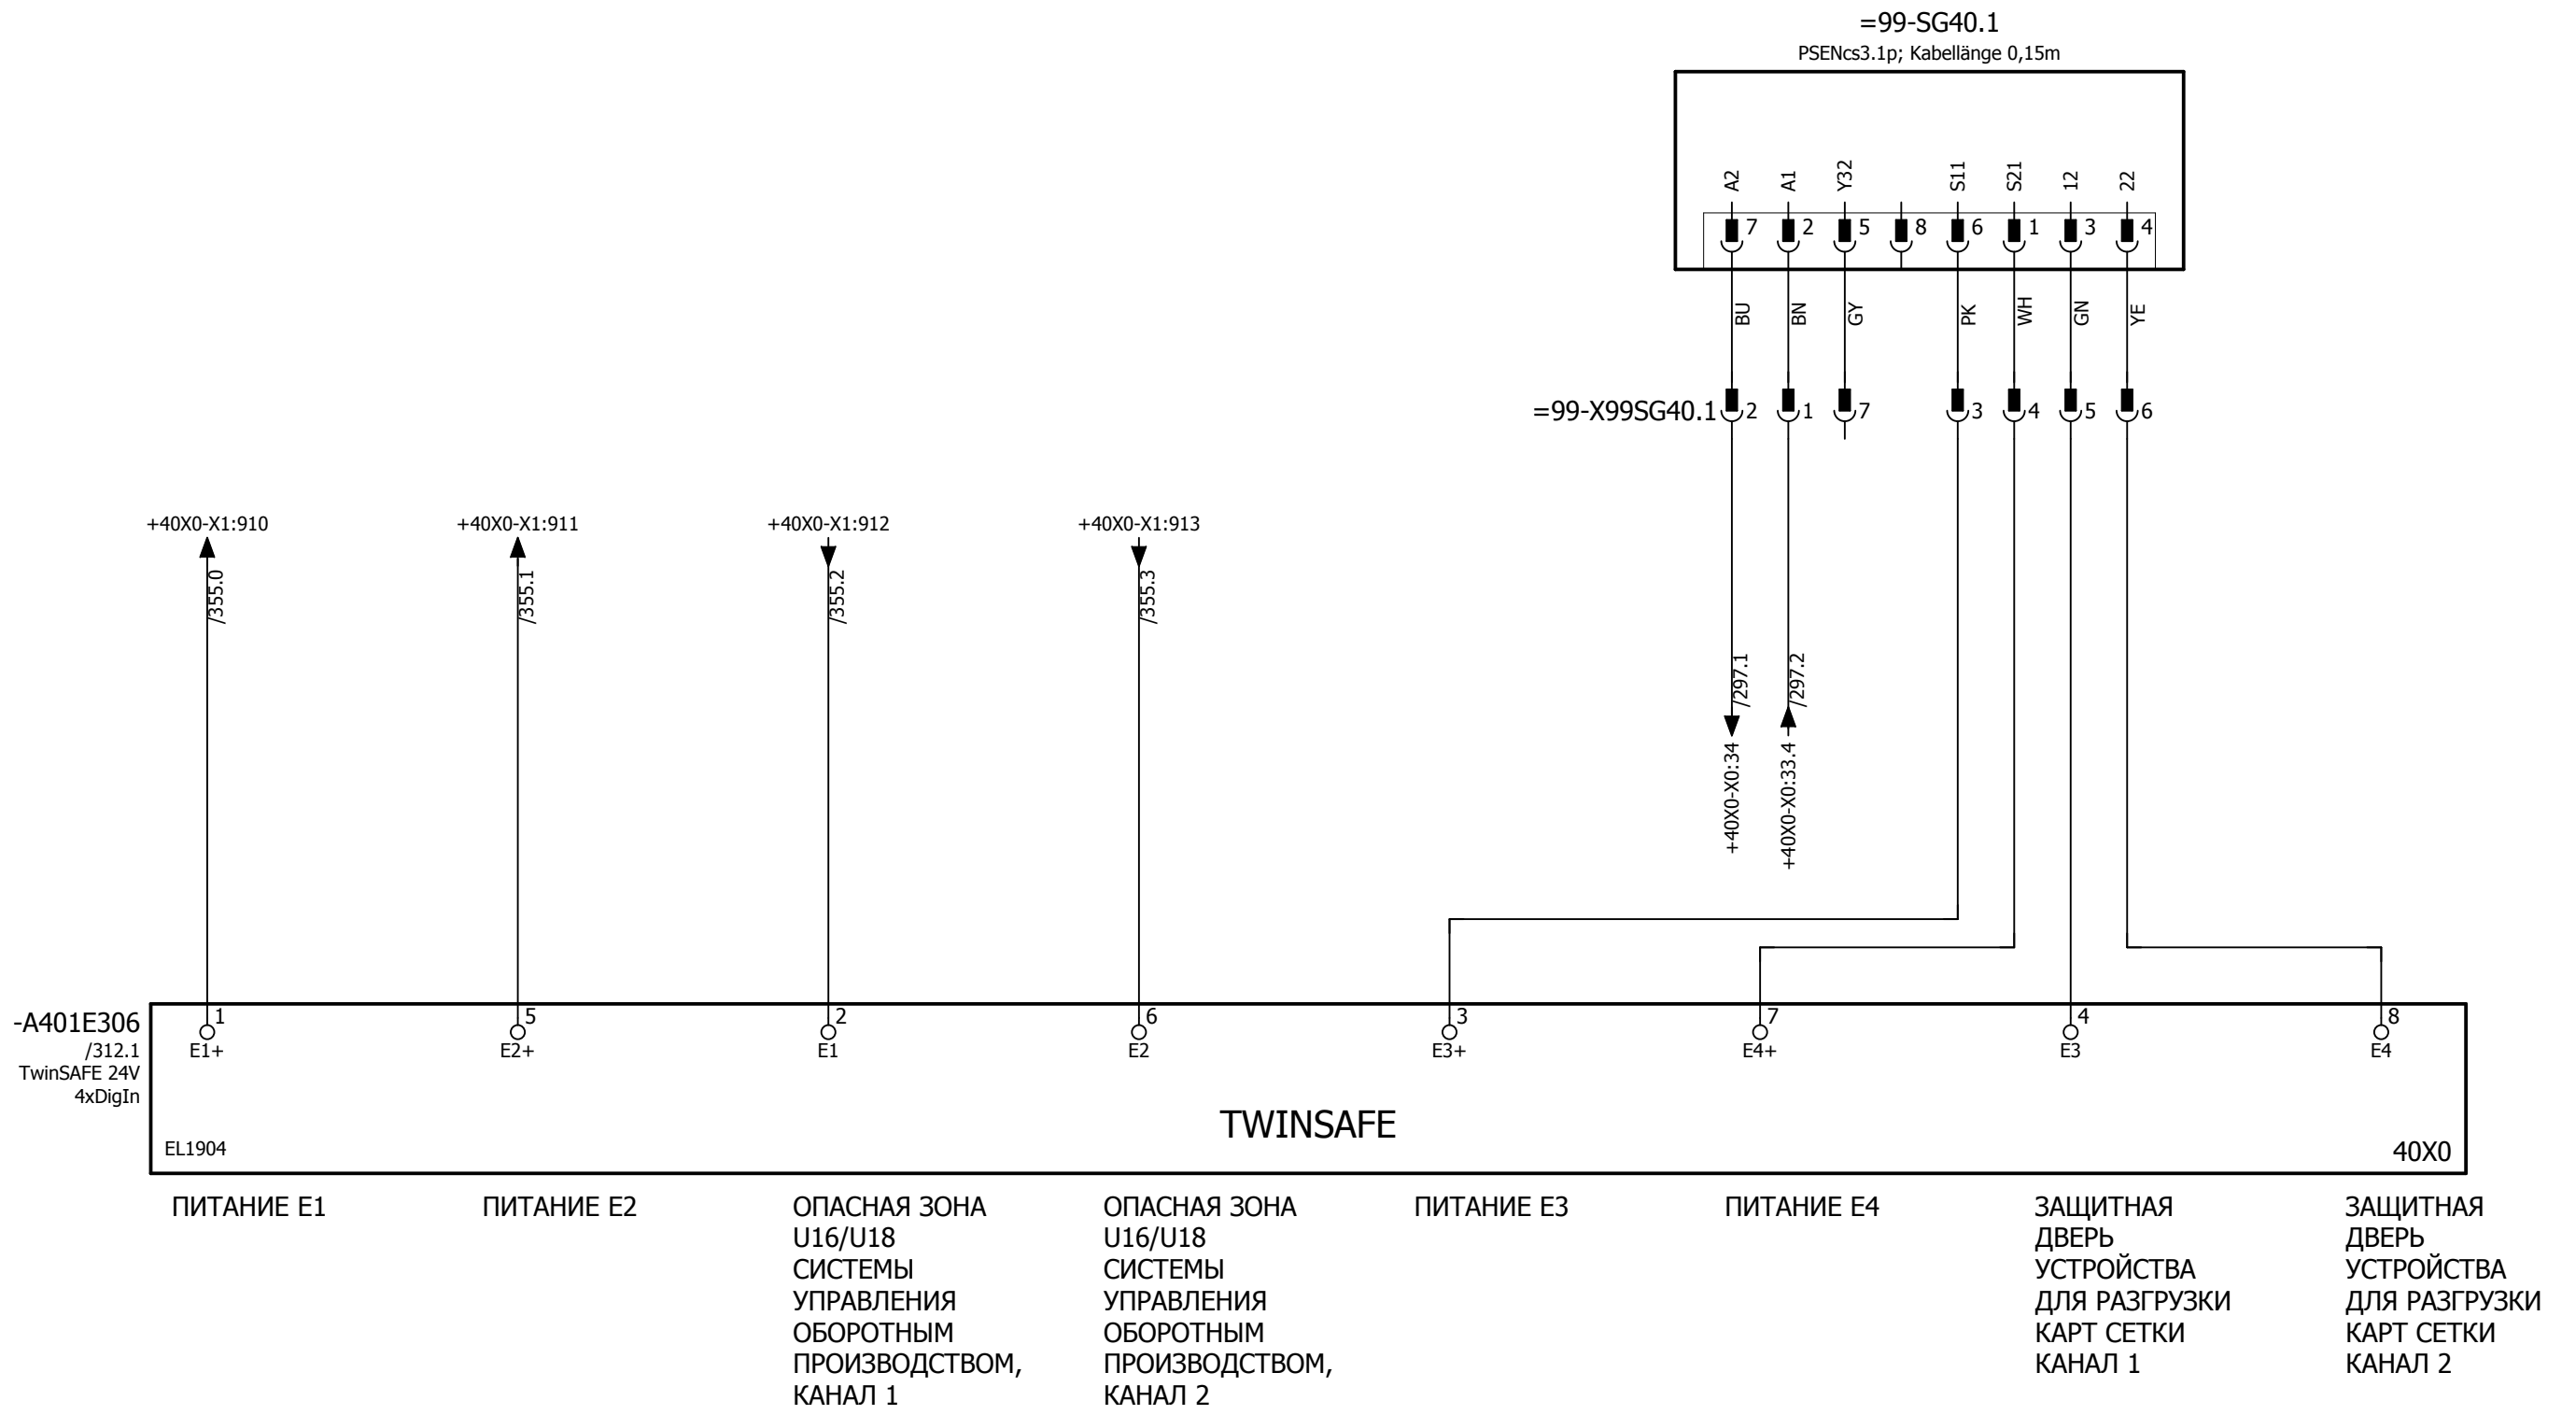 =99-SG40.1
PSENcs3.1p; Kabellänge 0,15m
A2 A1 Y32 S11 S21 12 22
7 2 5 8 6 1 3 4
BU BN GY PK WH GN YE
=99-X99SG40.1 2 1 7 3 4 5 6
+40X0-X1:910 +40X0-X1:911 +40X0-X1:912 +40X0-X1:913
/355.0 /355.1 /355.2 /355.3
/297.1 /297.2
+40X0-X0:34 +40X0-X0:33.4
-A401E306 1 5 2 6 3 7 4 8
/312.1 E1+ E2+ E1 E2 E3+ E4+ E3 E4
TwinSAFE 24V
4xDigIn
TWINSAFE
EL1904 40X0
ПИТАНИЕ E1
ПИТАНИЕ E2
ОПАСНАЯ ЗОНА
U16/U18
СИСТЕМЫ
УПРАВЛЕНИЯ
ОБОРОТНЫМ
ПРОИЗВОДСТВОМ,
КАНАЛ 1
ОПАСНАЯ ЗОНА
U16/U18
СИСТЕМЫ
УПРАВЛЕНИЯ
ОБОРОТНЫМ
ПРОИЗВОДСТВОМ,
КАНАЛ 2
ПИТАНИЕ E3
ПИТАНИЕ E4
ЗАЩИТНАЯ
ДВЕРЬ
УСТРОЙСТВА
ДЛЯ РАЗГРУЗКИ
КАРТ СЕТКИ
КАНАЛ 1
ЗАЩИТНАЯ
ДВЕРЬ
УСТРОЙСТВА
ДЛЯ РАЗГРУЗКИ
КАРТ СЕТКИ
КАНАЛ 2